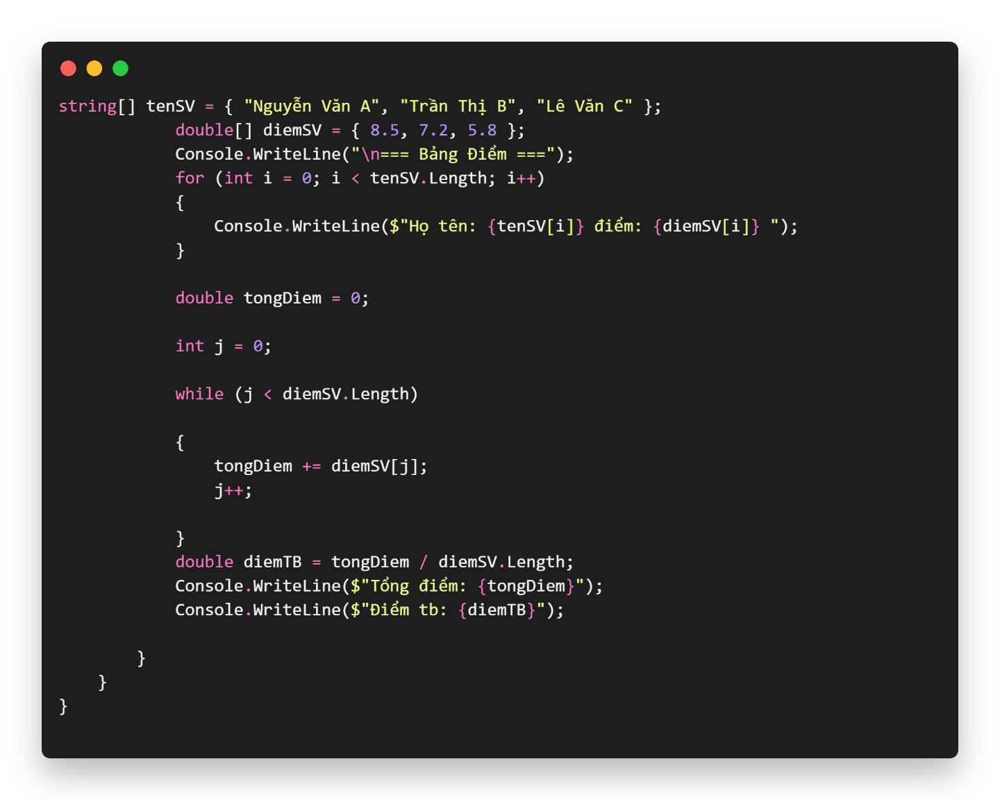 string[] tenSV = { "Nguyễn Văn A", "Trần Thị B", "Lê Văn C" };
            double[] diemSV = { 8.5, 7.2, 5.8 };
            Console.WriteLine("\n=== Bảng Điểm ===");
            for (int i = 0; i < tenSV.Length; i++)
            {
                Console.WriteLine($"Họ tên: {tenSV[i]} điểm: {diemSV[i]} ");
            }

            double tongDiem = 0;

            int j = 0;

            while (j < diemSV.Length)

            {
                tongDiem += diemSV[j];
                j++;

            }
            double diemTB = tongDiem / diemSV.Length;
            Console.WriteLine($"Tổng điểm: {tongDiem}");
            Console.WriteLine($"Điểm tb: {diemTB}");

        }
    }
}